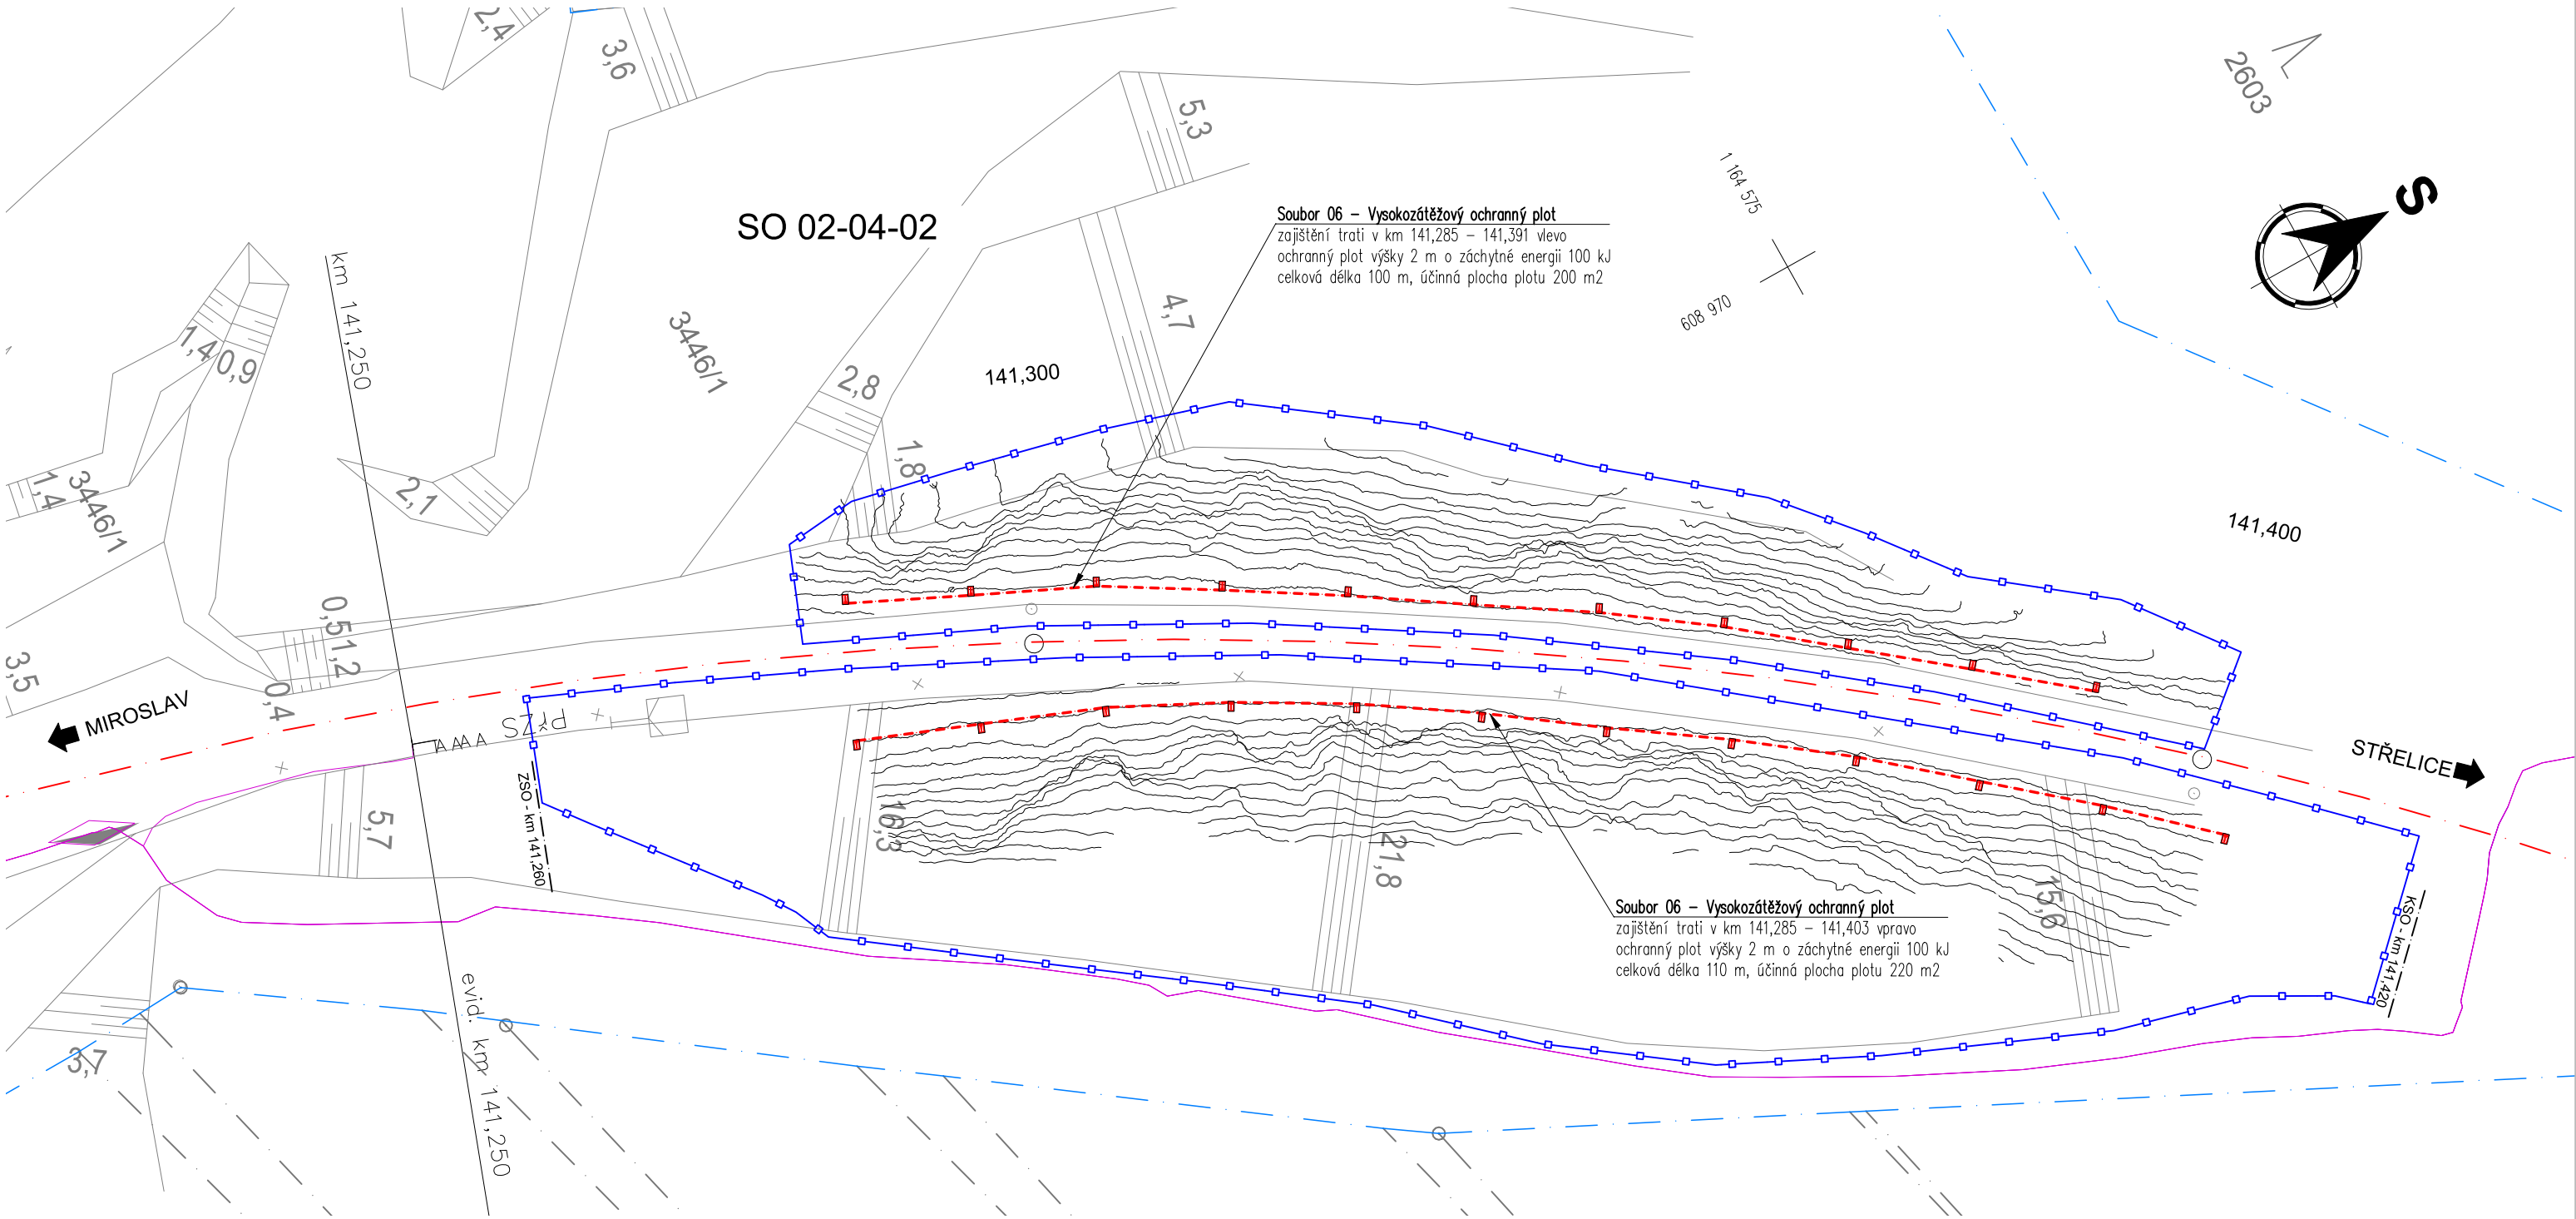 2,4
3,6
5,3
2603
1 164 575
S
SO 02-04-02
Soubor 06 – Vysokozátěžový ochranný plot
zajištění trati v km 141,285 – 141,391 vlevo
ochranný plot výšky 2 m o záchytné energii 100 kJ
celková délka 100 m, účinná plocha plotu 200 m2
km 141,250
4,7
608 970
1,4
0,9
3446/1
2,8
141,300
1,8
1,4
3446/1
2,1
141,400
0,5
1,2
3,5
0,4
MIROSLAV
PŘZS
STŘELICE
ZSO - km 141,260
5,7
16,3
21,8
15,6
Soubor 06 – Vysokozátěžový ochranný plot
zajištění trati v km 141,285 – 141,403 vpravo
ochranný plot výšky 2 m o záchytné energii 100 kJ
celková délka 110 m, účinná plocha plotu 220 m2
KSO - km 141,420
evid. km 141,250
3,7